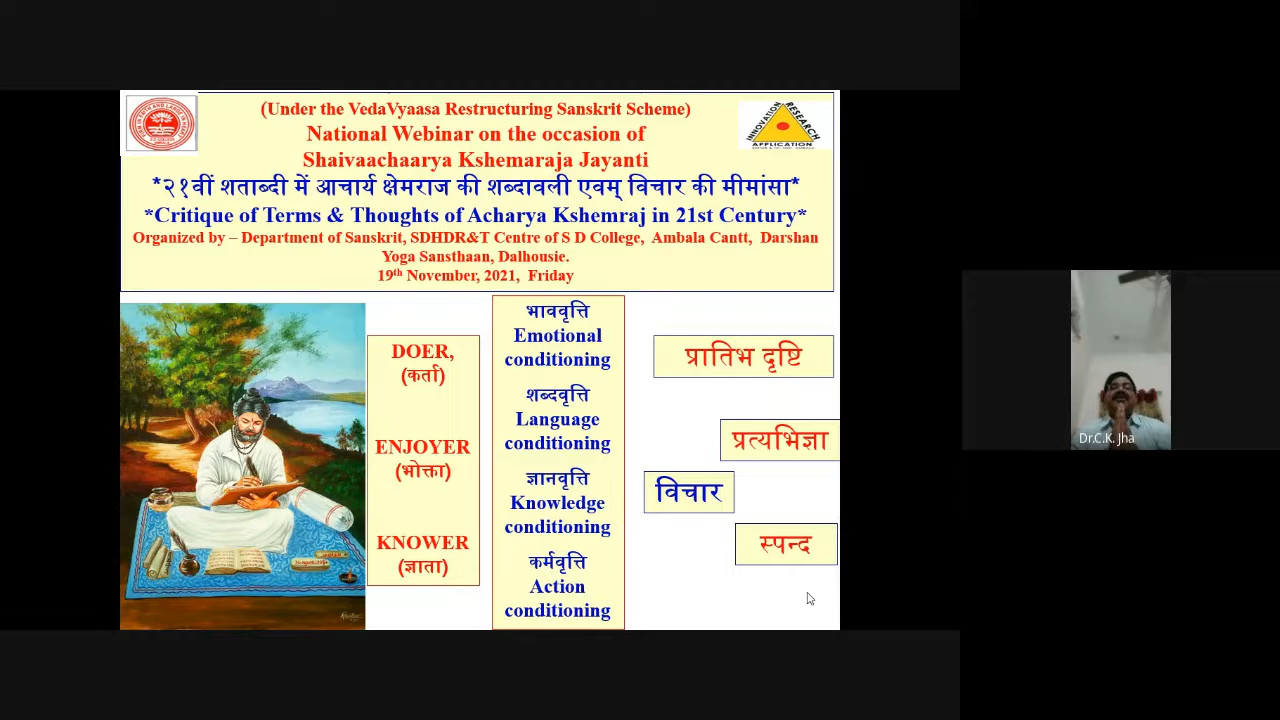 (Under the VedaVyaasa Restructuring Sanskrit Scheme)
National Webinar on the occasion of
Shaivaachaarya Kshemaraja Jayanti
*२१वीं शताब्दी में आचार्य क्षेमराज की शब्दावली एवम् विचार की मीमांसा*
*Critique of Terms & Thoughts of Acharya Kshemraj in 21st Century*
Organized by – Department of Sanskrit, SDHDR&T Centre of S D College, Ambala Cantt, Darshan
Yoga Sansthaan, Dalhousie.
19th November, 2021, Friday
INNOVATION RESEARCH
APPLICATION
DOER,
(कर्ता)
ENJOYER
(भोक्ता)
KNOWER
(ज्ञाता)
भाववृत्ति
Emotional
conditioning
शब्दवृत्ति
Language
conditioning
ज्ञानवृत्ति
Knowledge
conditioning
कर्मवृत्ति
Action
conditioning
प्रातिभ दृष्टि
प्रत्यभिज्ञा
विचार
स्पन्द
Dr.C.K. Jha